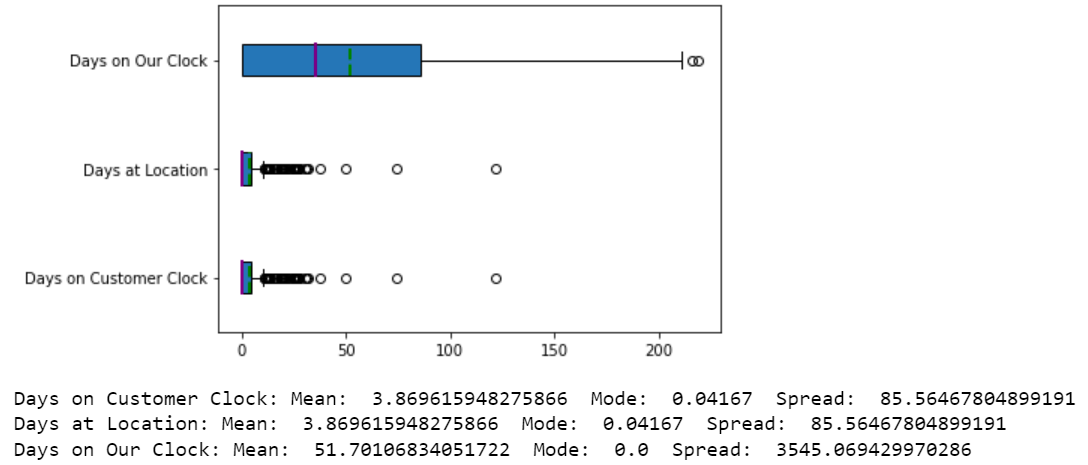 Days on Our Clock
Days at Location
Days on Customer Clock
0 50 100 150 200
Days on Customer Clock: Mean:  3.869615948275866  Mode:  0.04167  Spread:  85.56467804899191
Days at Location: Mean:  3.869615948275866  Mode:  0.04167  Spread:  85.56467804899191
Days on Our Clock: Mean:  51.70106834051722  Mode:  0.0  Spread:  3545.069429970286